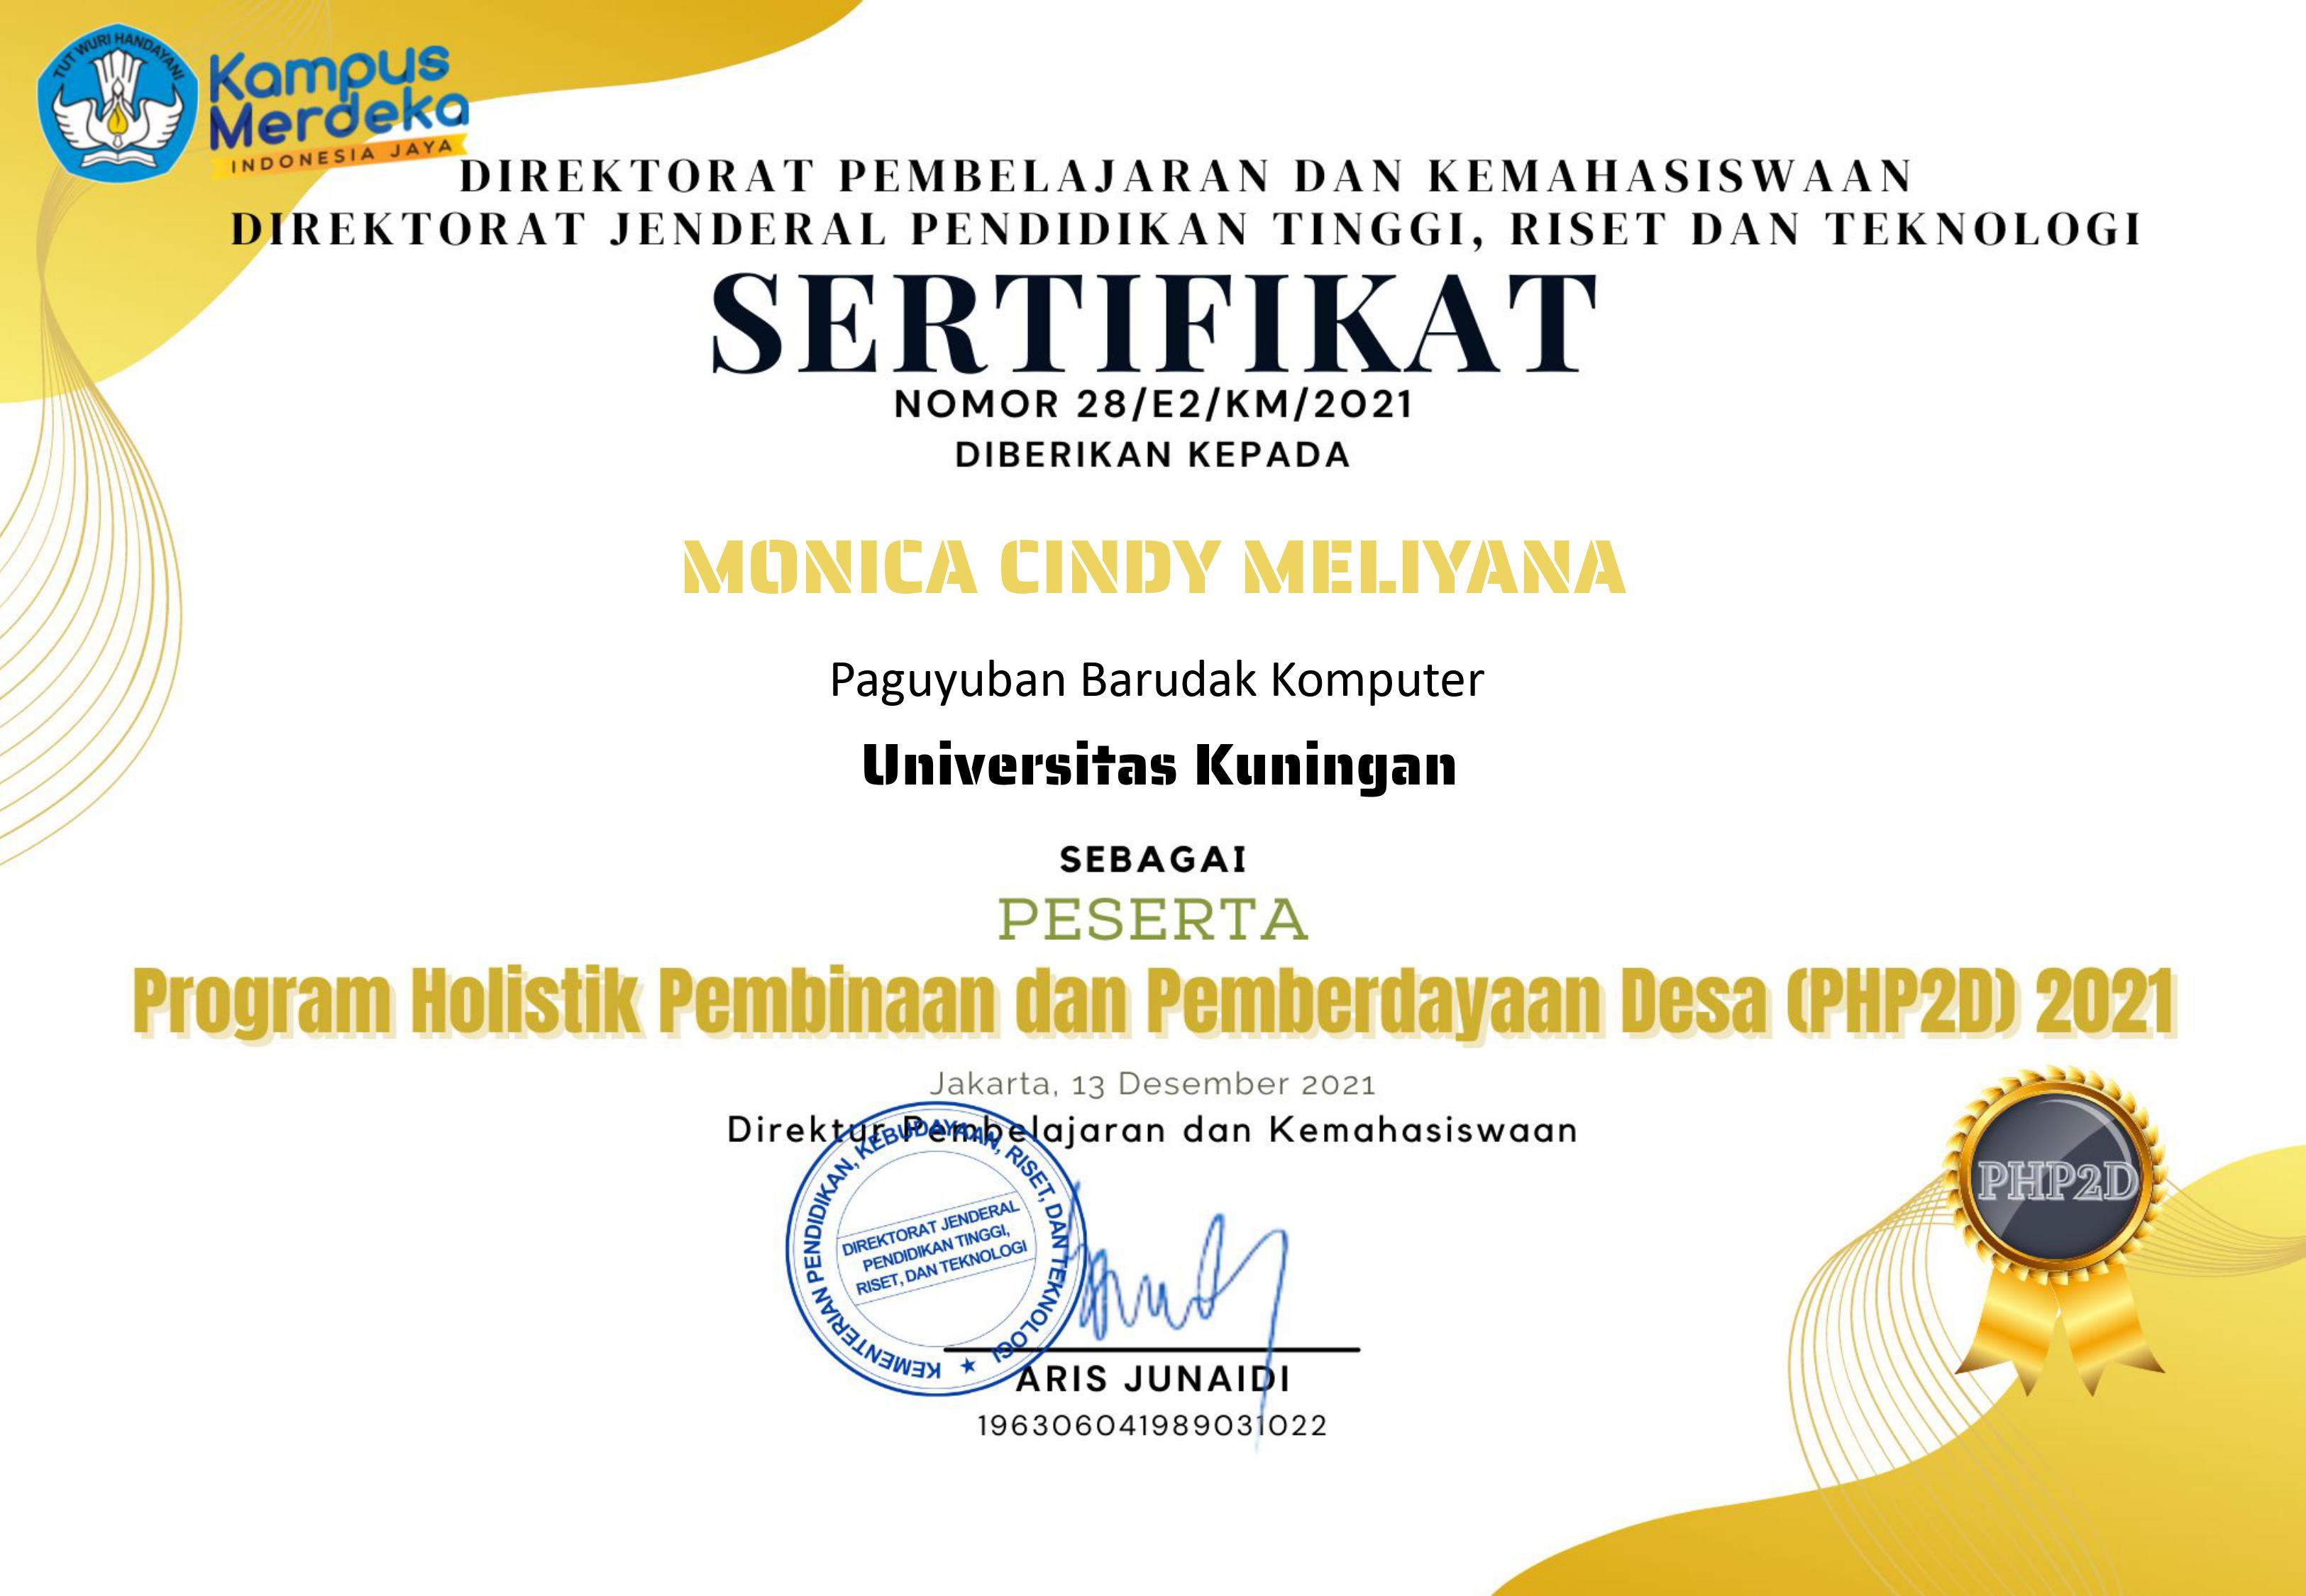 TUT WURI HANDAYANI
Kampus
Merdeka
INDONESIA JAYA
DIREKTORAT PEMBELAJARAN DAN KEMAHASISWAAN
DIREKTORAT JENDERAL PENDIDIKAN TINGGI, RISET DAN TEKNOLOGI
SERTIFIKAT
NOMOR 28/E2/KM/2021
DIBERIKAN KEPADA
MONICA CINDY MELIYANA
Paguyuban Barudak Komputer
Universitas Kuningan
SEBAGAI
PESERTA
Program Holistik Pembinaan dan Pemberdayaan Desa (PHP2D) 2021
Jakarta, 13 Desember 2021
Direktur Pembelajaran dan Kemahasiswaan
KEMENTERIAN PENDIDIKAN, KEBUDAYAAN, RISET, DAN TEKNOLOGI
DIREKTORAT JENDERAL
PENDIDIKAN TINGGI,
RISET, DAN TEKNOLOGI
ARIS JUNAIDI
196306041989031022
PHP2D